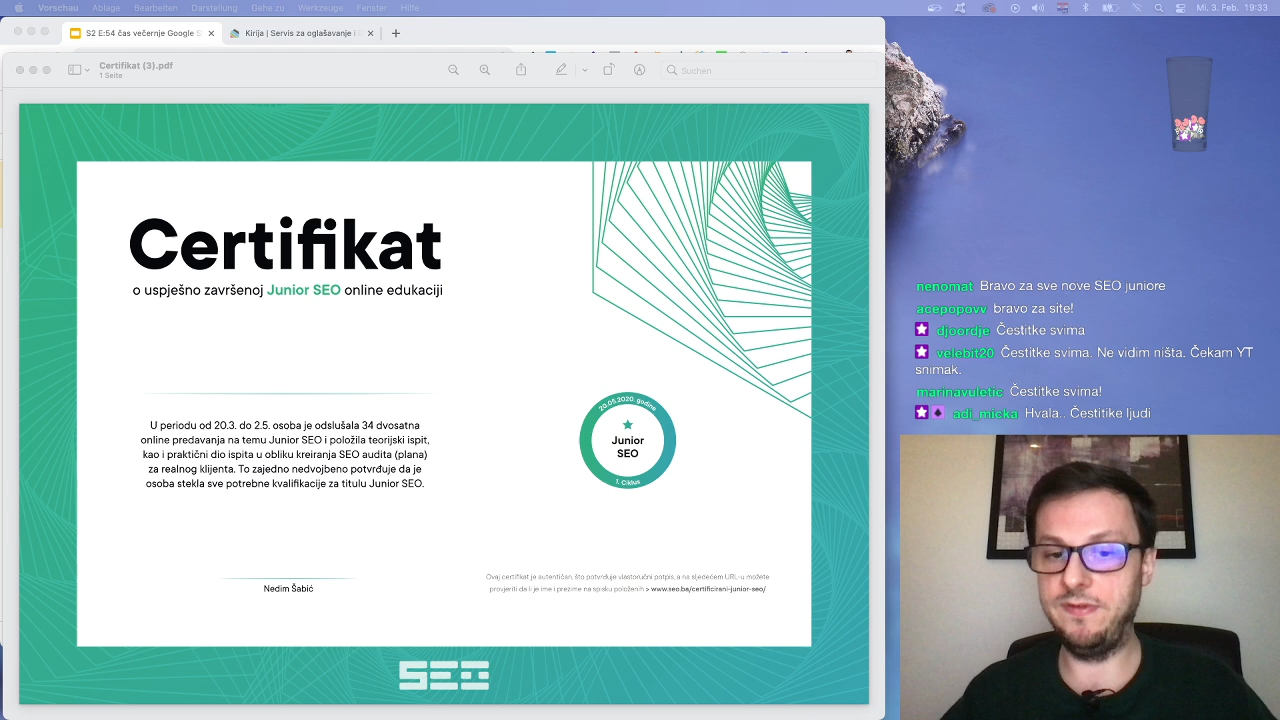 Vorschau Ablage Bearbeiten Darstellung Gehe zu Werkzeuge Fenster Hilfe
Mi. 3. Feb. 19:33
S2 E:54 čas večernje Google S
Kirija | Servis za oglašavanje i
Certifikat (3).pdf
1 Seite
Suchen
Certifikat
o uspješno završenoj Junior SEO online edukaciji
U periodu od 20.3. do 2.5. osoba je odslušala 34 dvosatna
online predavanja na temu Junior SEO i položila teorijski ispit,
kao i praktični dio ispita u obliku kreiranja SEO audita (plana)
za realnog klijenta. To zajedno nedvojbeno potvrđuje da je
osoba stekla sve potrebne kvalifikacije za titulu Junior SEO.
20.05.2020. godine
Junior
SEO
1. Ciklus
Nedim Šabić
Ovaj certifikat je autentičan, što potvrđuje vlastoručni potpis, a na sljedećem URL-u možete
provjeriti da li je ime i prezime na spisku položenih > www.seo.ba/certificirani-junior-seo/
SEO
nenomat Bravo za sve nove SEO juniore
acepopovv bravo za site!
djoordje Čestitke svima
velebit20 Čestitke svima. Ne vidim ništa. Čekam YT
snimak.
marinavuletic Čestitke svima!
adi_micka Hvala.. Čestitike ljudi